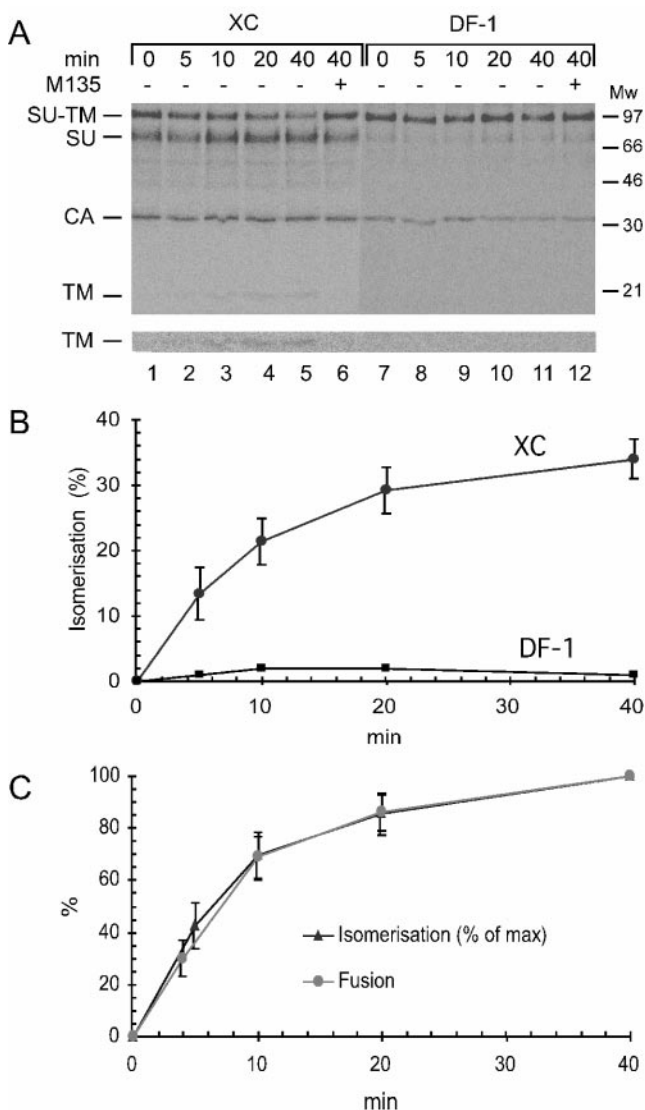 A
XC DF-1
min 0 5 10 20 40 40 0 5 10 20 40 40
M135 - - - - - + - - - - - +
Mw
SU-TM 97
SU 66
46
CA 30
TM 21
TM
1 2 3 4 5 6 7 8 9 10 11 12
B
40
30
20
10
0
Isomerisation (%)
XC
DF-1
0 10 20 30 40
min
C
100
80
60
40
20
0
%
Isomerisation (% of max)
Fusion
0 10 20 30 40
min